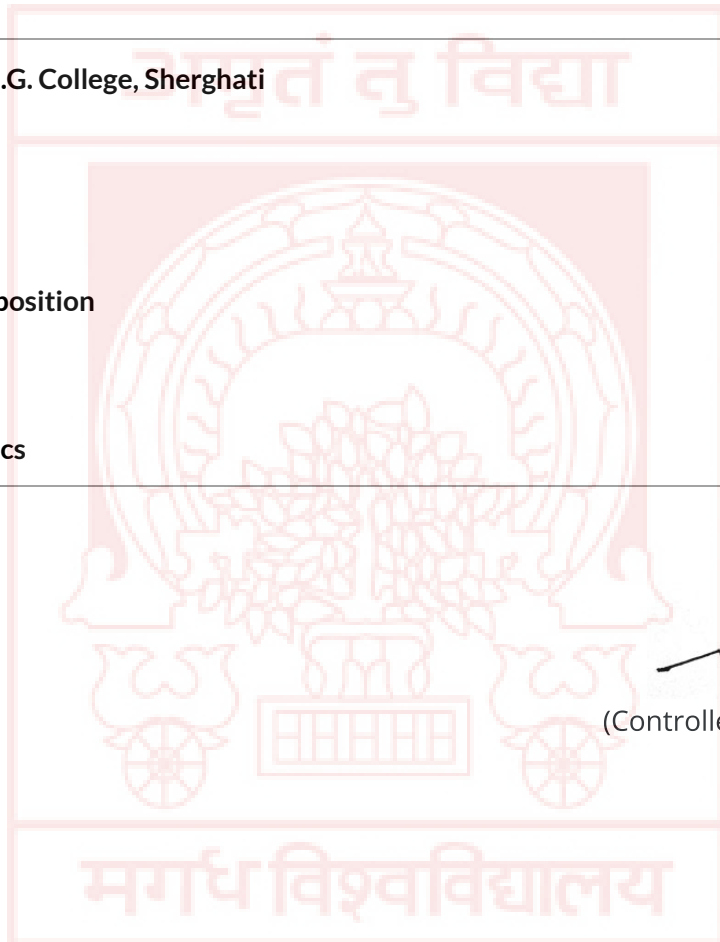 अमृतं तु विद्या
.G. College, Sherghati
position
cs
(Controlle
मगध विश्वविद्यालय